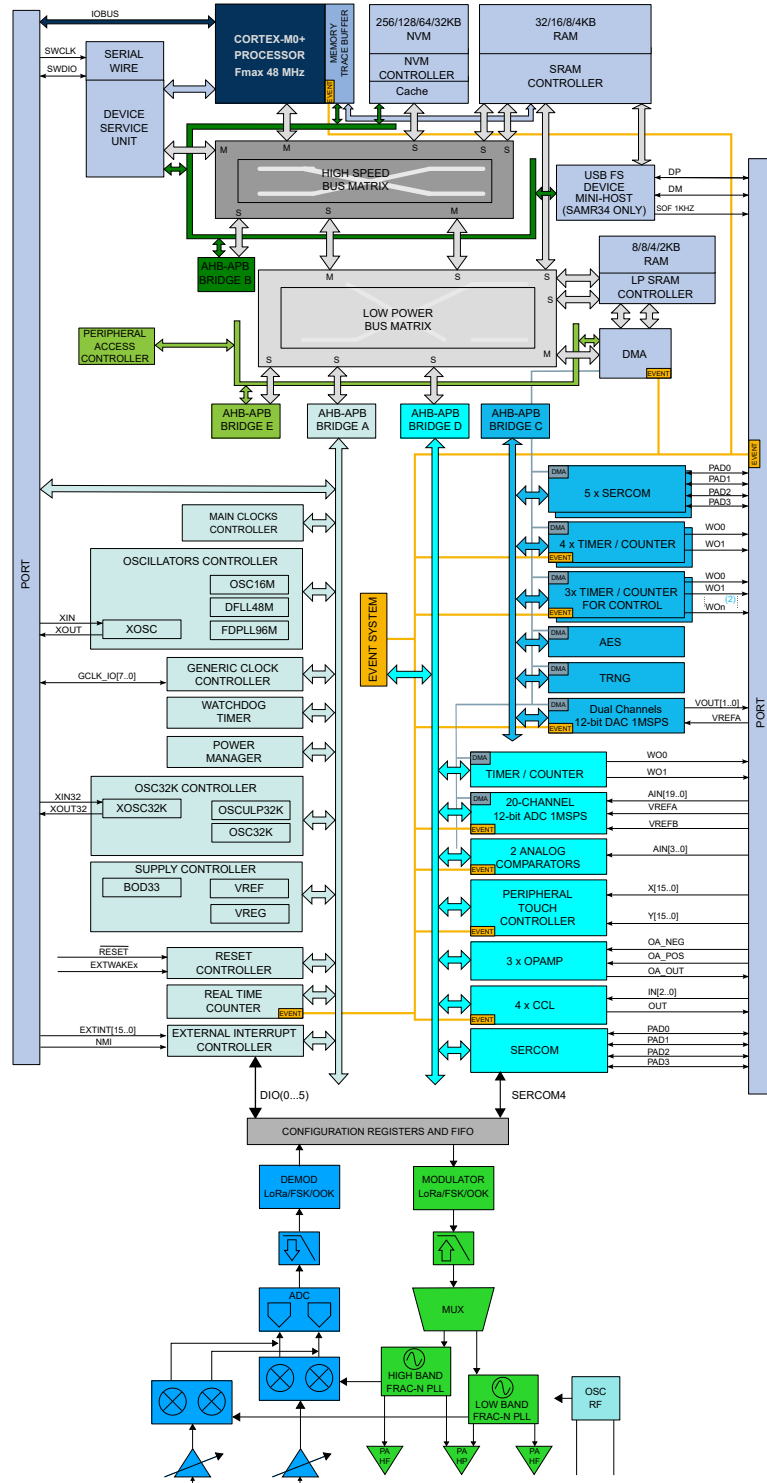 IOBUS
SWCLK
SWDIO
SERIAL
WIRE
DEVICE
SERVICE
UNIT
CORTEX-M0+
PROCESSOR
Fmax 48 MHz
MEMORY
TRACE BUFFER
EVENT
256/128/64/32KB
NVM
NVM
CONTROLLER
Cache
32/16/8/4KB
RAM
SRAM
CONTROLLER
M
M
S
S
S
HIGH SPEED
BUS MATRIX
S
S
M
USB FS
DEVICE
MINI-HOST
(SAMR34 ONLY)
DP
DM
SOF 1KHZ
AHB-APB
BRIDGE B
M
S
S
S
LOW POWER
BUS MATRIX
S
S
S
M
8/8/4/2KB
RAM
LP SRAM
CONTROLLER
DMA
EVENT
PERIPHERAL
ACCESS
CONTROLLER
AHB-APB
BRIDGE E
AHB-APB
BRIDGE A
AHB-APB
BRIDGE D
AHB-APB
BRIDGE C
EVENT
PORT
PORT
MAIN CLOCKS
CONTROLLER
OSCILLATORS CONTROLLER
OSC16M
DFLL48M
FDPLL96M
XOSC
XIN
XOUT
GCLK_IO[7..0]
GENERIC CLOCK
CONTROLLER
WATCHDOG
TIMER
POWER
MANAGER
XIN32
XOUT32
OSC32K CONTROLLER
XOSC32K
OSCULP32K
OSC32K
SUPPLY CONTROLLER
BOD33
VREF
VREG
RESET
EXTWAKEx
RESET
CONTROLLER
REAL TIME
COUNTER
EVENT
EXTINT[15..0]
NMI
EXTERNAL INTERRUPT
CONTROLLER
EVENT SYSTEM
DMA
5 x SERCOM
PAD0
PAD1
PAD2
PAD3
DMA
4 x TIMER / COUNTER
EVENT
WO0
WO1
DMA
3x TIMER / COUNTER
FOR CONTROL
EVENT
WO0
WO1
(2)
WOn
DMA
AES
DMA
TRNG
DMA
Dual Channels
12-bit DAC 1MSPS
EVENT
VOUT[1..0]
VREFA
DMA
TIMER / COUNTER
WO0
WO1
DMA
20-CHANNEL
12-bit ADC 1MSPS
EVENT
AIN[19..0]
VREFA
VREFB
2 ANALOG
COMPARATORS
EVENT
AIN[3..0]
PERIPHERAL
TOUCH
CONTROLLER
EVENT
X[15..0]
Y[15..0]
3 x OPAMP
OA_NEG
OA_POS
OA_OUT
4 x CCL
EVENT
IN[2..0]
OUT
SERCOM
PAD0
PAD1
PAD2
PAD3
DIO(0...5)
SERCOM4
CONFIGURATION REGISTERS AND FIFO
DEMOD
LoRa/FSK/OOK
MODULATOR
LoRa/FSK/OOK
ADC
MUX
HIGH BAND
FRAC-N PLL
LOW BAND
FRAC-N PLL
OSC
RF
PA
HF
PA
HP
PA
HF